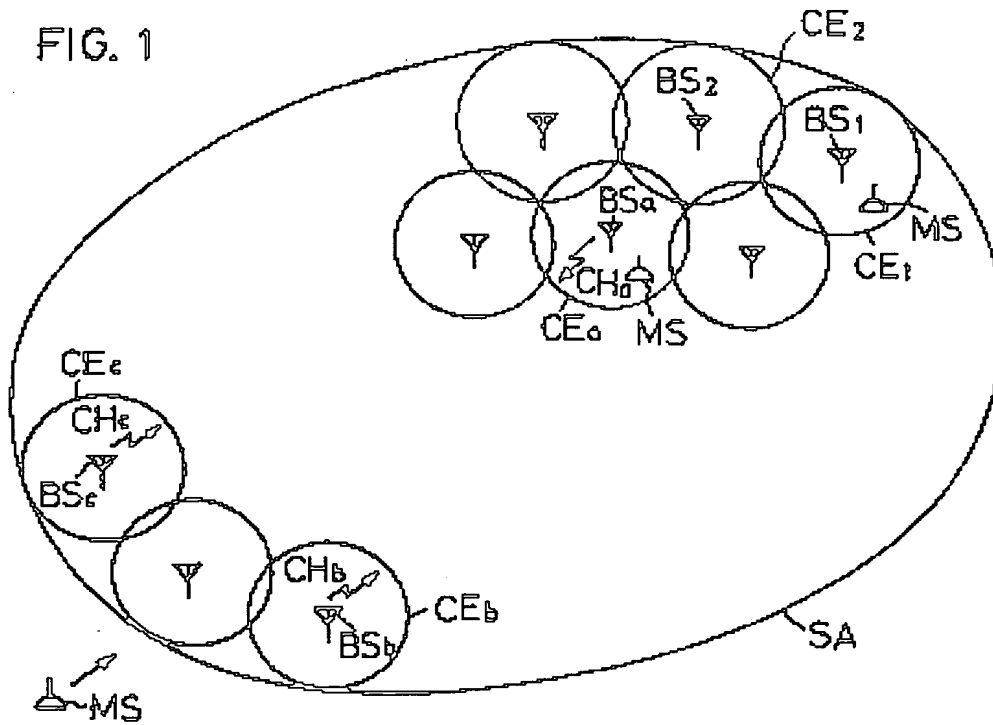 FIG. 1
CE2
BS2
BS1
MS
CE1
BSa
CHa
CEa
MS
CEc
CHc
BSc
CHb
CEb
BSb
SA
MS